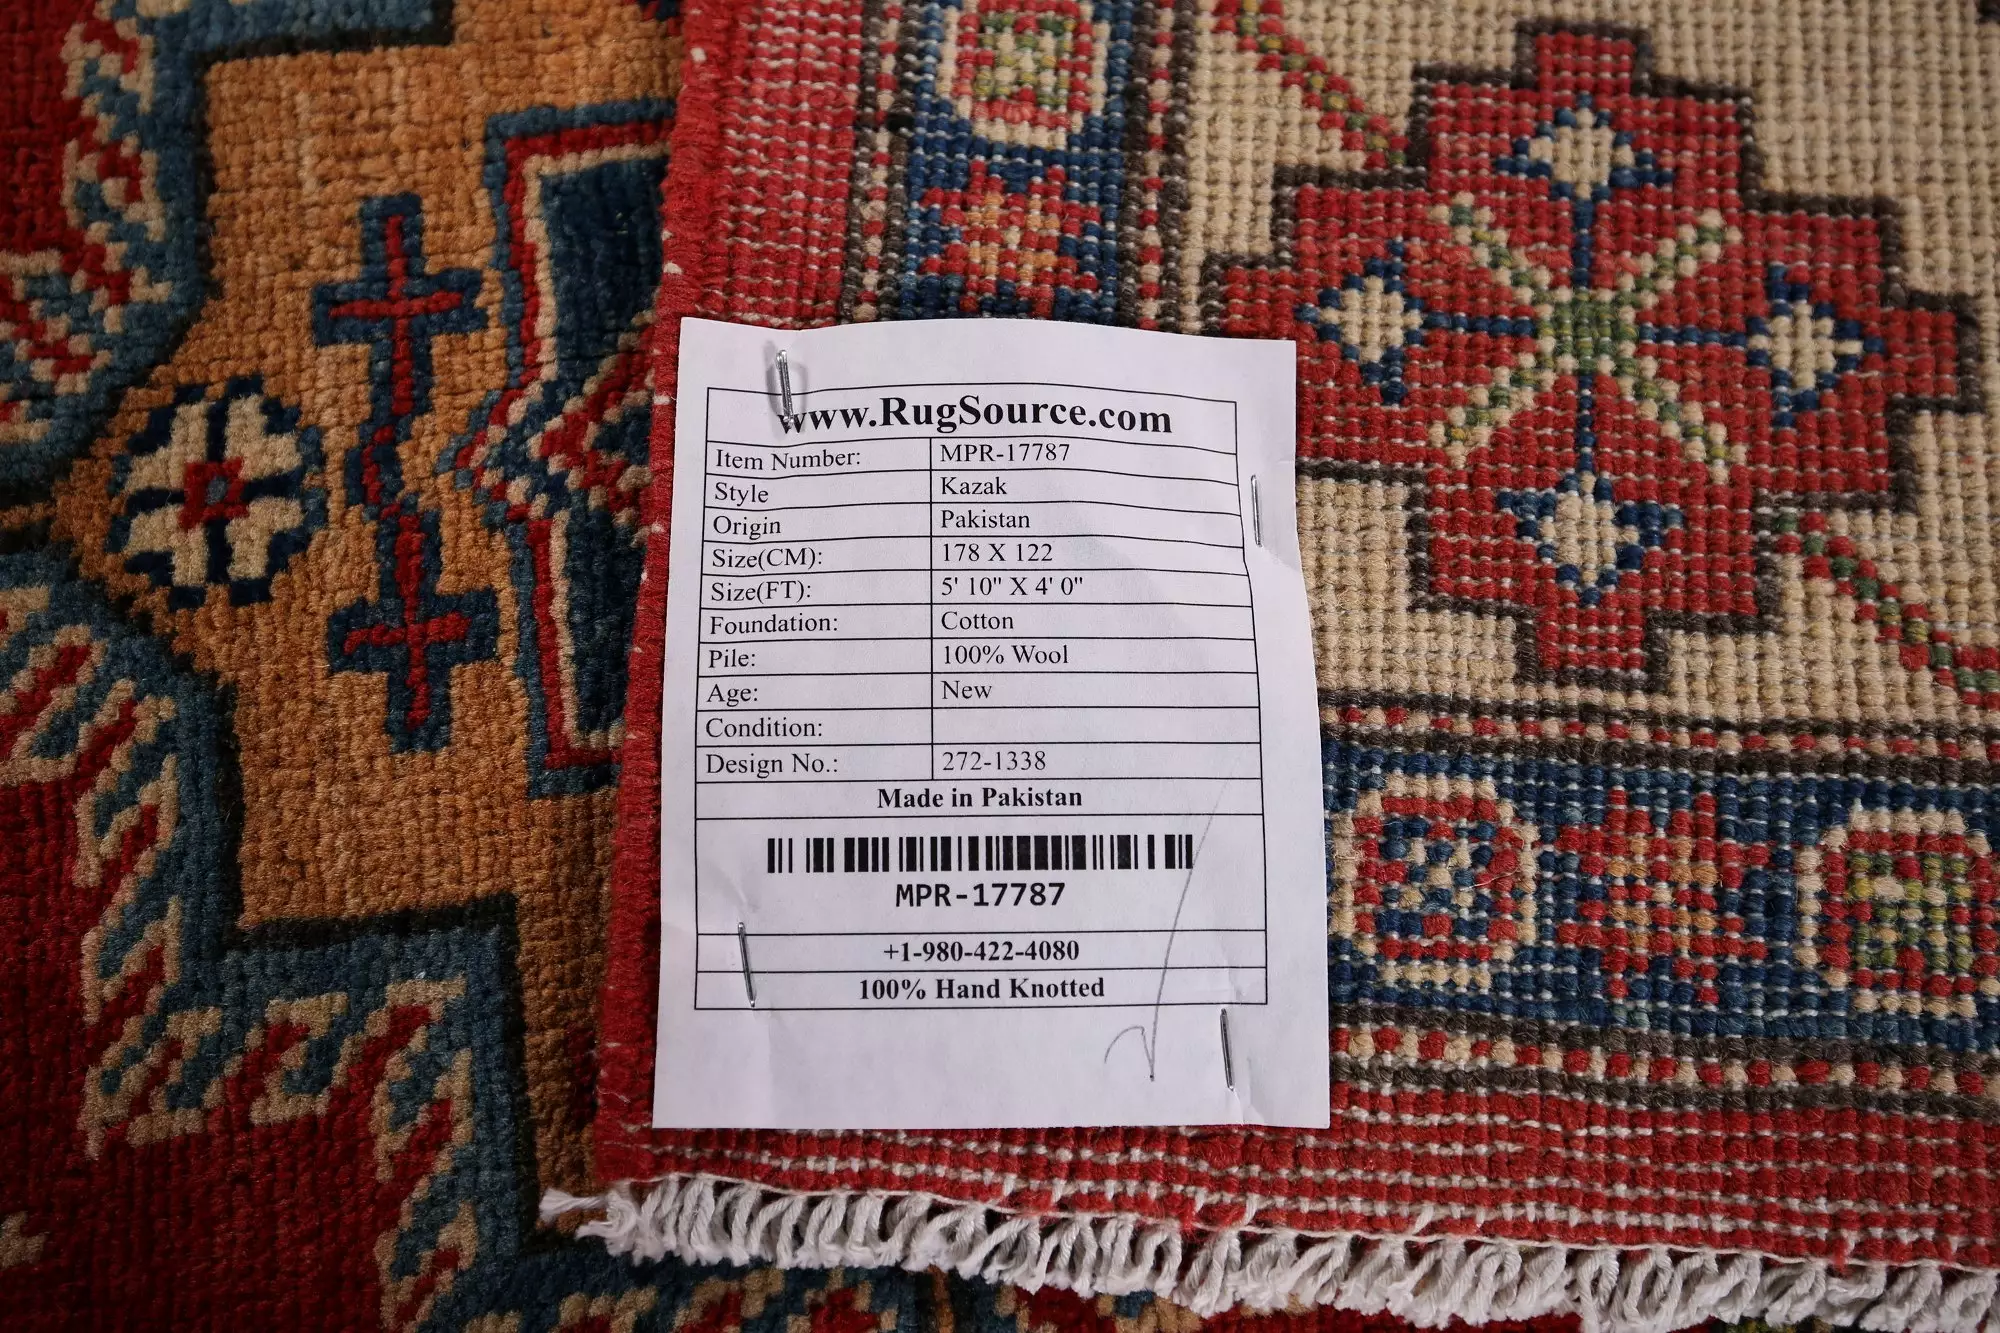 www.RugSource.com
Item Number: MPR-17787
Style Kazak
Origin Pakistan
Size(CM): 178 X 122
Size(FT): 5' 10" X 4' 0"
Foundation: Cotton
Pile: 100% Wool
Age: New
Condition:
Design No.: 272-1338
Made in Pakistan
MPR-17787
+1-980-422-4080
100% Hand Knotted